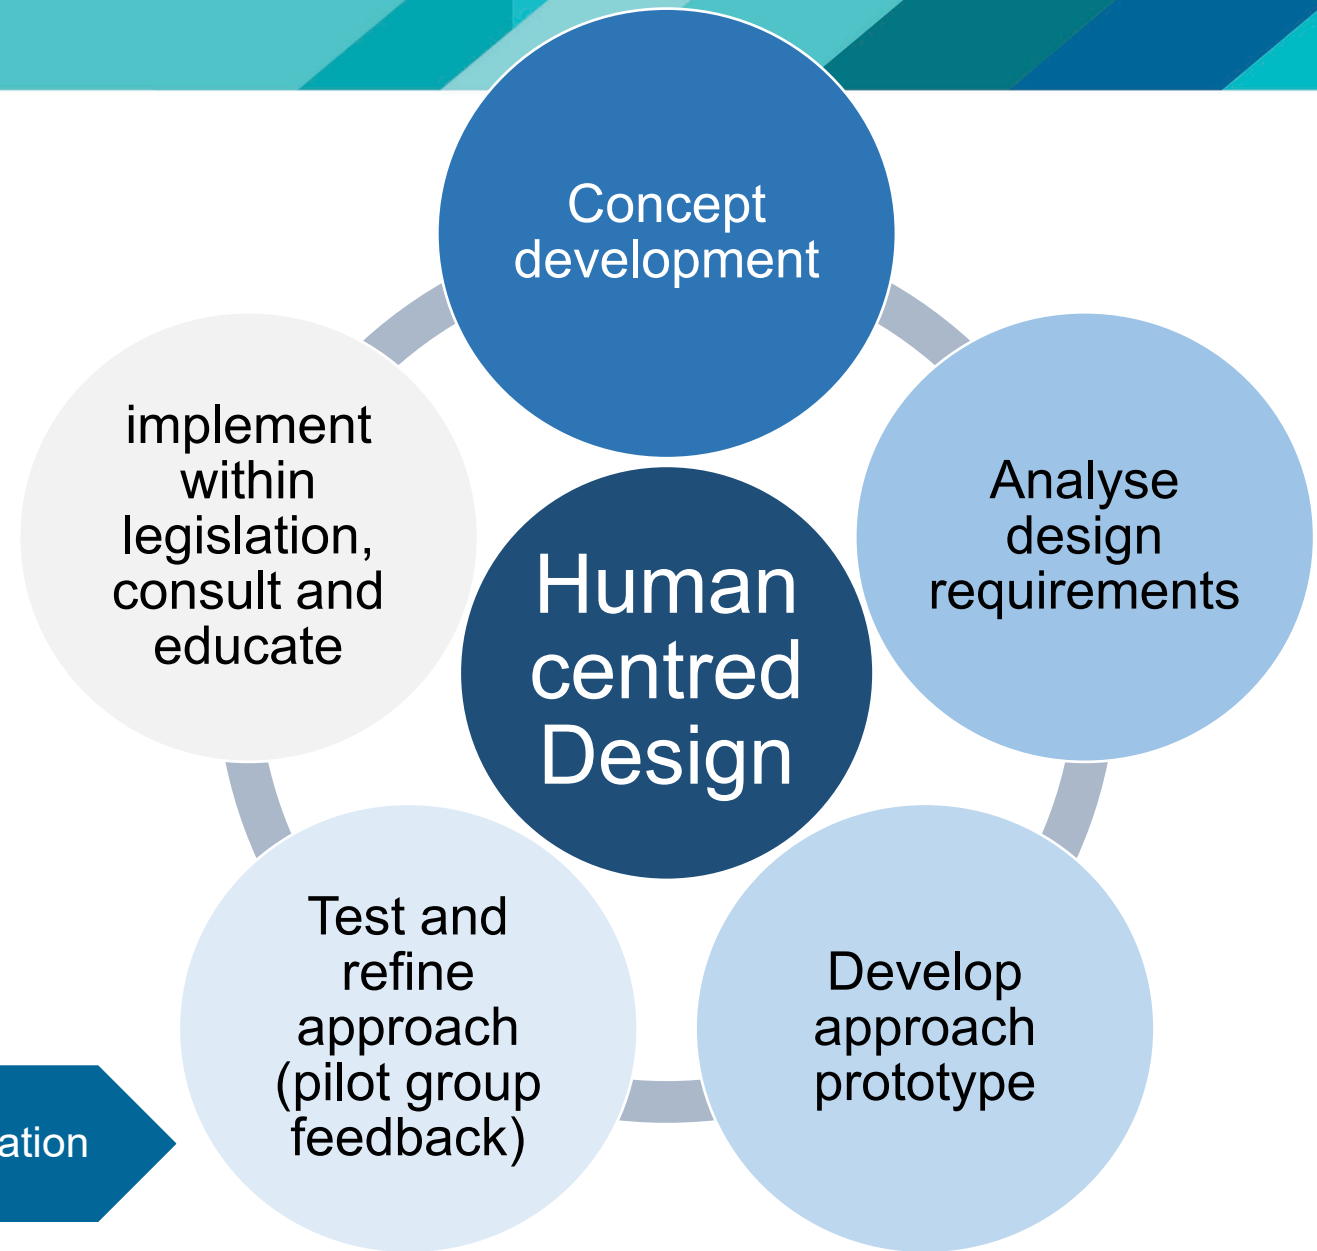 Concept
development
Analyse
design
requirements
Develop
approach
prototype
Test and
refine
approach
(pilot group
feedback)
implement
within
legislation,
consult and
educate
Human
centred
Design
ation